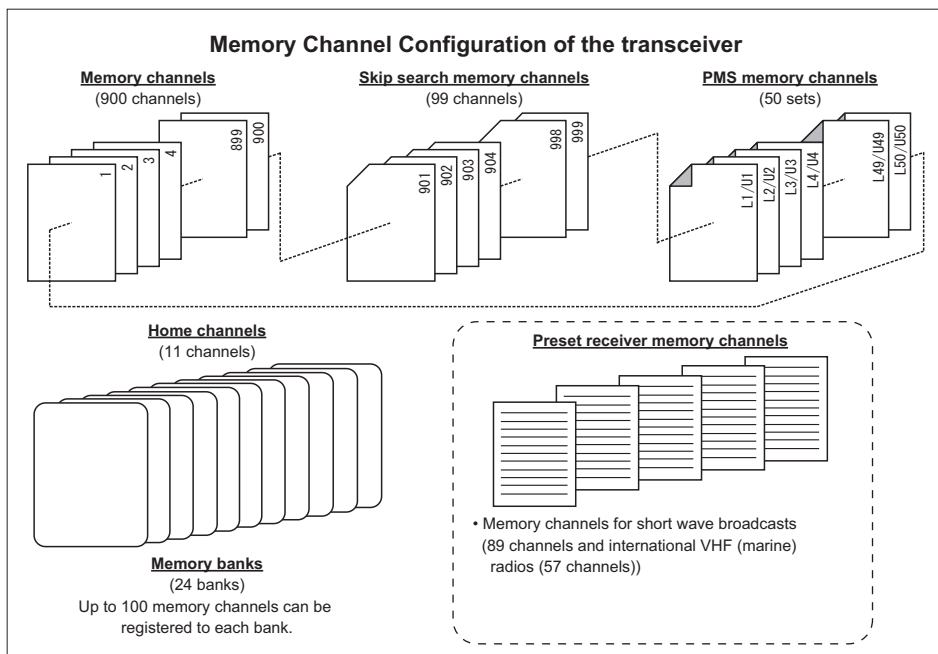 Memory Channel Configuration of the transceiver
Memory channels
(900 channels)
1
2
3
4
899
900
Skip search memory channels
(99 channels)
901
902
903
904
998
999
PMS memory channels
(50 sets)
L1/U1
L2/U2
L3/U3
L4/U4
L49/U49
L50/U50
Home channels
(11 channels)
Memory banks
(24 banks)
Up to 100 memory channels can be
registered to each bank.
Preset receiver memory channels
• Memory channels for short wave broadcasts
(89 channels and international VHF (marine)
radios (57 channels))